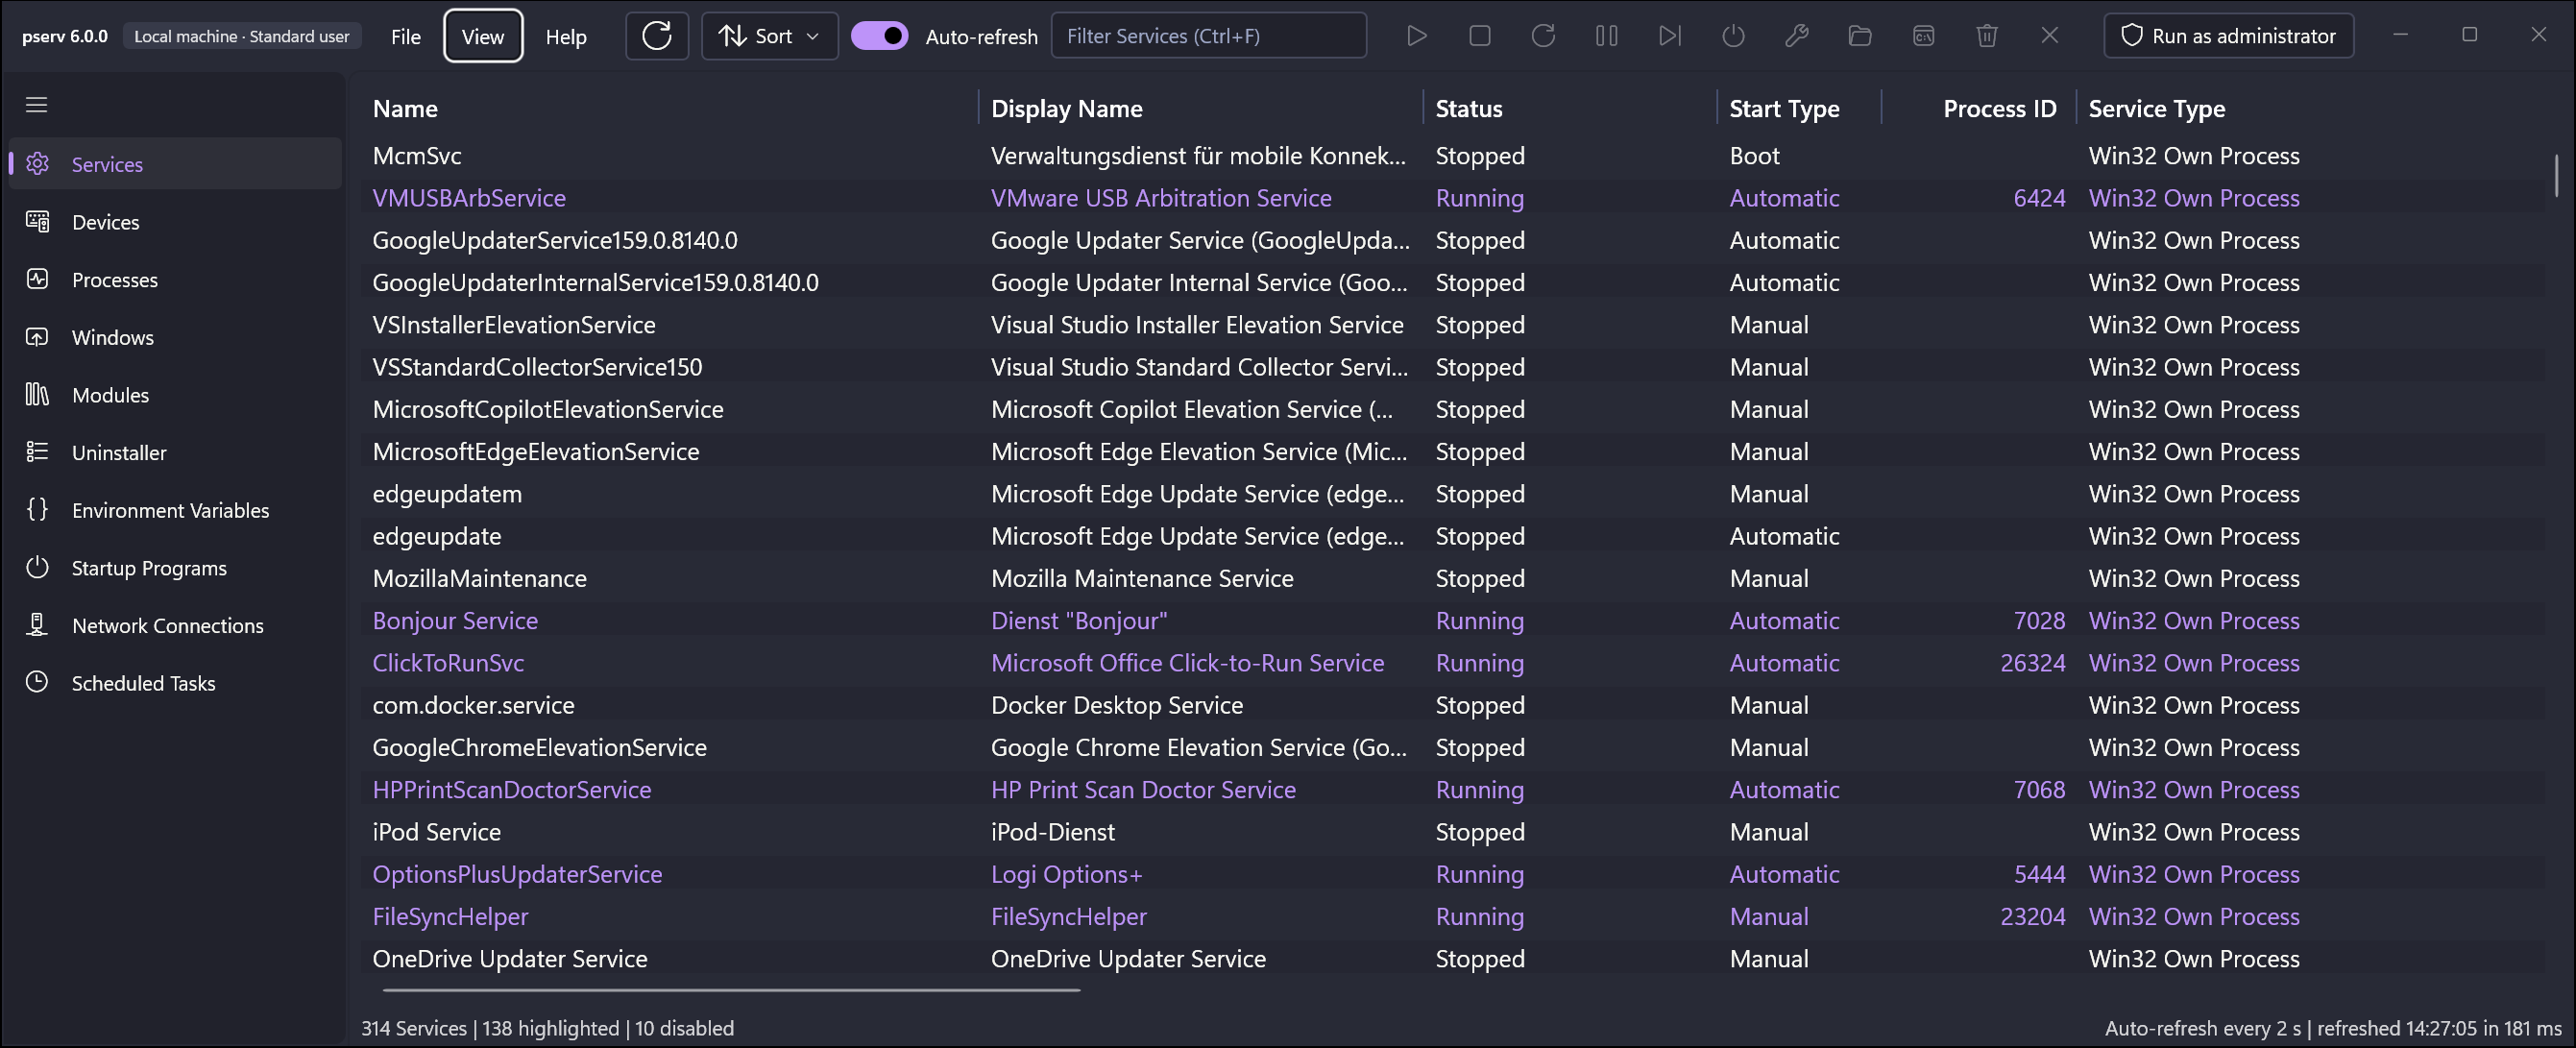 pserv 6.0.0 Local machine · Standard user File View Help Sort Auto-refresh Filter Services (Ctrl+F) Run as administrator
Services
Devices
Processes
Windows
Modules
Uninstaller
Environment Variables
Startup Programs
Network Connections
Scheduled Tasks
Name Display Name Status Start Type Process ID Service Type
McmSvc Verwaltungsdienst für mobile Konnek... Stopped Boot Win32 Own Process
VMUSBArbService VMware USB Arbitration Service Running Automatic 6424 Win32 Own Process
GoogleUpdaterService159.0.8140.0 Google Updater Service (GoogleUpda... Stopped Automatic Win32 Own Process
GoogleUpdaterInternalService159.0.8140.0 Google Updater Internal Service (Goo... Stopped Automatic Win32 Own Process
VSInstallerElevationService Visual Studio Installer Elevation Service Stopped Manual Win32 Own Process
VSStandardCollectorService150 Visual Studio Standard Collector Servi... Stopped Manual Win32 Own Process
MicrosoftCopilotElevationService Microsoft Copilot Elevation Service (... Stopped Manual Win32 Own Process
MicrosoftEdgeElevationService Microsoft Edge Elevation Service (Mic... Stopped Manual Win32 Own Process
edgeupdatem Microsoft Edge Update Service (edge... Stopped Manual Win32 Own Process
edgeupdate Microsoft Edge Update Service (edge... Stopped Automatic Win32 Own Process
MozillaMaintenance Mozilla Maintenance Service Stopped Manual Win32 Own Process
Bonjour Service Dienst "Bonjour" Running Automatic 7028 Win32 Own Process
ClickToRunSvc Microsoft Office Click-to-Run Service Running Automatic 26324 Win32 Own Process
com.docker.service Docker Desktop Service Stopped Manual Win32 Own Process
GoogleChromeElevationService Google Chrome Elevation Service (Go... Stopped Manual Win32 Own Process
HPPrintScanDoctorService HP Print Scan Doctor Service Running Automatic 7068 Win32 Own Process
iPod Service iPod-Dienst Stopped Manual Win32 Own Process
OptionsPlusUpdaterService Logi Options+ Running Automatic 5444 Win32 Own Process
FileSyncHelper FileSyncHelper Running Manual 23204 Win32 Own Process
OneDrive Updater Service OneDrive Updater Service Stopped Manual Win32 Own Process
314 Services | 138 highlighted | 10 disabled Auto-refresh every 2 s | refreshed 14:27:05 in 181 ms